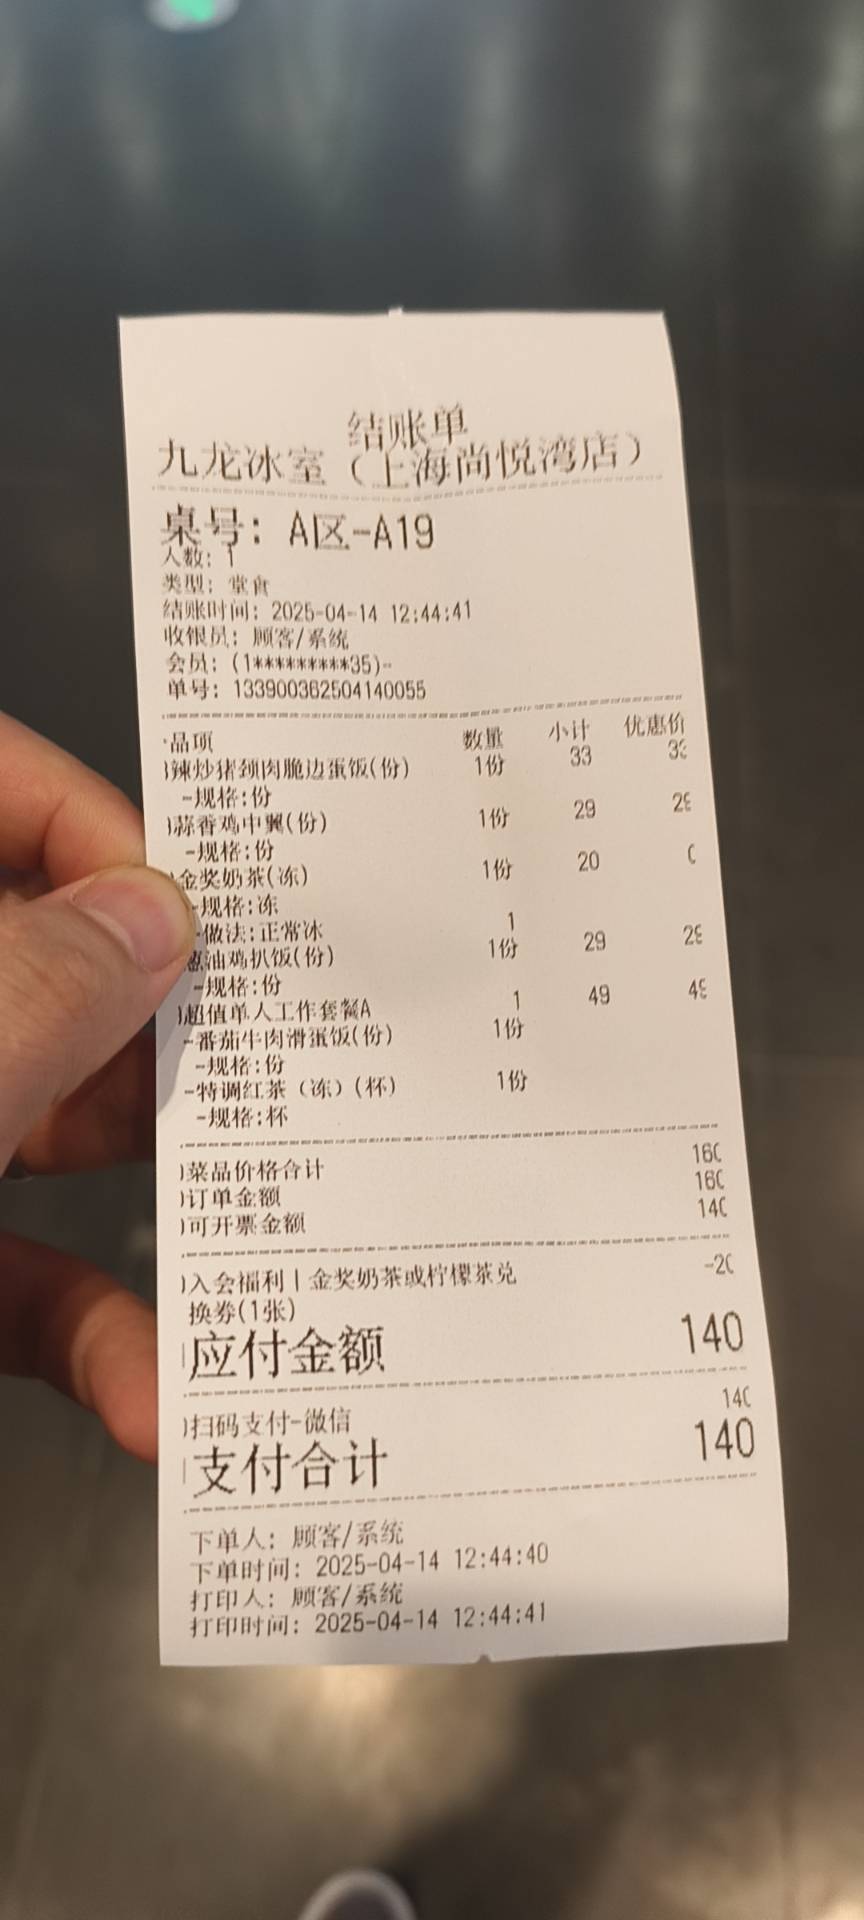 结账单
九龙冰室（上海尚悦湾店）
桌号: A区-A19
人数: 1
类型: 堂食
结账时间: 2025-04-14 12:44:41
收银员: 顾客/系统
会员: (1*********35)-
单号: 133900362504140055
品项 数量 小计 优惠价
辣炒猪颈肉脆边蛋饭(份) 1份 33 33
-规格:份
蒜香鸡中翼(份) 1份 29 29
-规格:份
金奖奶茶(冻) 1份 20 0
-规格:冻
-做法:正常冰 1
葱油鸡扒饭(份) 1份 29 29
-规格:份
超值单人工作套餐A 1 49 49
-番茄牛肉滑蛋饭(份) 1份
-规格:份
-特调红茶（冻）(杯) 1份
-规格:杯
菜品价格合计 160
订单金额 160
可开票金额 140
入会福利|金奖奶茶或柠檬茶兑 -20
换券(1张)
应付金额 140
扫码支付-微信 140
支付合计 140
下单人: 顾客/系统
下单时间: 2025-04-14 12:44:40
打印人: 顾客/系统
打印时间: 2025-04-14 12:44:41